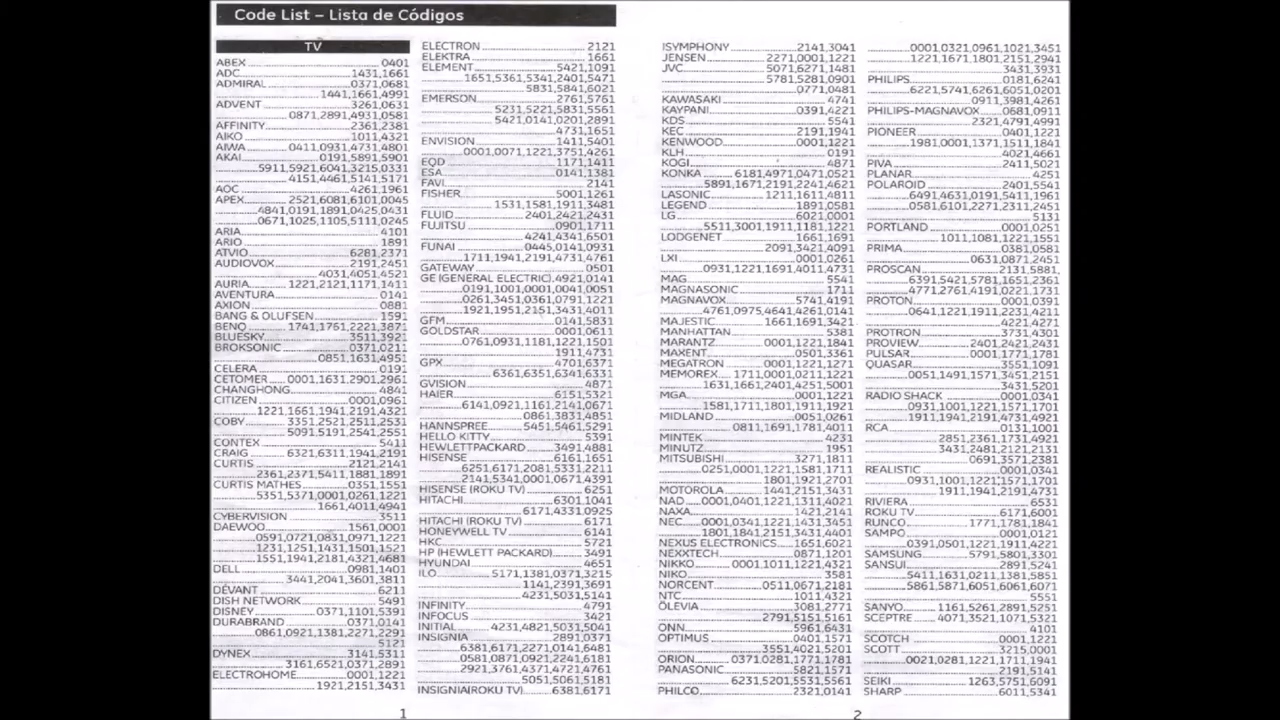 Code List – Lista de Códigos
TV
ABEX 0401
ADC 1431,1661
ADMIRAL 0371,0681
1441,1661,4991
ADVENT 3261,0631
0871,2891,4931,0581
AFFINITY 2361,2381
AIKO 1011,4321
AIWA 0411,0931,4731,4801
AKAI 0191,5891,5901
5911,5921,6041,3215,0331
4151,4461,5141,5171
AOC 4261,1961
APEX 2521,6081,6101,0045
4841,0191,1891,0425,0431
0671,1025,1105,5111,0245
ARIA 4101
ARIO 1891
ATVIO 6281,2371
AUDIOVOX 2191,2451
4031,4051,4521
AURIA 1221,2121,1171,1411
AVENTURA 0141
AXION 0881
BANG & OLUFSEN 1591
BENQ 1741,1761,2221,3871
BLUESKY 3511,3921
BROKSONIC 0371,0211
0851,1631,4951
CELERA 0191
CETOMER 0001,1631,2901,2961
CHANGHONG 4841
CITIZEN 0001,0961
1221,1661,1941,2191,4321
COBY 3351,2521,2511,2531
5091,5191,2541,2551
CONTEX 5411
CRAIG 6321,6311,1941,2191
CURTIS 2121,2141
2361,2371,5411,1881,1891
CURTIS MATHES 0351,1551
5351,5371,0001,0261,1221
1661,4011,4941
CYBERVISION 3511
DAEWOO 1561,0001
0591,0721,0831,0971,1221
1231,1251,1431,1501,1521
1551,1941,2181,4321,4681
DELL 0981,1401
3441,2041,3601,3811
DEVANT 6211
DISH NETWORK 5491
DISNEY 0371,1101,5391
DURABRAND 0371,0141
0861,0921,1381,2271,2291
5121
DYNEX 3141,5311
3161,6521,0371,2891
ELECTROHOME 0001,1221
1921,2151,3431
ELECTRON 2121
ELEKTRA 1661
ELEMENT 5421,1091
1651,5361,5341,2401,5471
5831,5841,6021
EMERSON 2761,5761
5231,5221,5831,5561
5421,0141,0201,2891
4731,1651
ENVISION 1411,5401
0001,0071,1221,3751,4261
EQD 1171,1411
ESA 0141,1381
FAVI 2141
FISHER 5001,1261
1531,1581,1911,3481
FLUID 2401,2421,2431
FUJITSU 0901,1711
4241,4341,6501
FUNAI 0445,0141,0931
1711,1941,2191,4731,4761
GATEWAY 0501
GE (GENERAL ELECTRIC) 4921,0141
0191,1001,0001,0041,0051
0261,3451,0361,0791,1221
1921,1951,2151,3431,4011
GFM 0141,5831
GOLDSTAR 0001,0611
0761,0931,1181,1221,1501
1911,4731
GPX 4701,6371
6361,6351,6341,6331
GVISION 4871
HAIER 6151,5321
6141,0921,1161,2141,0671
0861,3831,4851
HANNSPREE 5451,5461,5291
HELLO KITTY 5391
HEWLETTPACKARD 3491,4881
HISENSE 6161,1651
6251,6171,2081,5331,2211
2141,5341,0001,0671,4391
HISENSE (ROKU TV) 6251
HITACHI 6301,1041
6171,4331,0925
HITACHI (ROKU TV) 6171
HONEYWELL TV 6141
HKC 5721
HP (HEWLETT PACKARD) 3491
HYUNDAI 4651
ILO 5171,1381,0371,3215
1141,2391,3691
4231,5031,5141
INFINITY 4791
INFOCUS 3421
INITIAL 4231,4821,5031,5041
INSIGNIA 2891,0371
6381,6171,2271,0141,6481
0581,0871,0921,2241,6181
2921,3761,4371,4721,4761
5051,5061,5181
INSIGNIA(ROKU TV) 6381,6171
1
ISYMPHONY 2141,3041
JENSEN 2271,0001,1221
JVC 5071,6271,1481
5781,5281,0901
0771,0481
KAWASAKI 4741
KAYPANI 0391,4221
KDS 5541
KEC 2191,1941
KENWOOD 0001,1221
KLH 0191
KOGI 4871
KONKA 6181,4971,0471,0521
5891,1671,2191,2241,4621
LASONIC 1211,1611,4811
LEGEND 1891,0581
LG 6021,0001
5511,3001,1911,1181,1221
LODGENET 1661,1691
2091,3421,4091
LXI 0001,0261
0931,1221,1691,4011,4731
MAG 5541
MAGNASONIC 1711
MAGNAVOX 5741,4191
4761,0975,4641,4261,0141
MAJESTIC 1661,1691,3421
MANHATTAN 5381
MARANTZ 0001,1221,1841
MAXENT 0501,3361
MEGATRON 0001,1221,1271
MEMOREX 1711,0001,0211,1221
1631,1661,2401,4251,5001
MGA 0001,1221
1581,1711,1801,1911,1921
MIDLAND 0051,0261
0811,1691,1781,4011
MINTEK 4231
MINUTZ 1951
MITSUBISHI 3271,1811
0251,0001,1221,1581,1711
1801,1921,2701
MOTOROLA 1441,2151,3431
NAD 0001,0401,1221,1311,4021
NAXA 1421,2141
NEC 0001,0341,1221,1431,3451
1801,1841,2151,3431,4401
NEXUS ELECTRONICS 1651,6021
NEXXTECH 0871,1201
NIKKO 0001,1011,1221,4321
NIKO 3581
NORCENT 0511,0671,2181
NTC 1011,4321
OLEVIA 3081,2771
2791,5151,5161
ONN 5961,6431
OPTIMUS 0401,1571
3551,4021,5201
ORION 0371,0281,1771,1781
PANASONIC 5821,1571
6231,5201,5531,5561
PHILCO 2321,0141
0001,0321,0961,1021,3451
1221,1671,1801,2151,2941
3431,3931
PHILIPS 0181,6241
6221,5741,6261,6051,0201
0911,3981,4261
PHILIPS-MAGNAVOX 0681,0911
2321,4791,4991
PIONEER 0401,1221
1981,0001,1371,1511,1841
4021,4661
PIVA 2411,5021
PLANAR 4251
POLAROID 2401,5541
6491,4631,0191,5411,1961
0581,6101,2271,2311,2451
5131
PORTLAND 0001,0251
1011,1081,1221,1551
PRIMA 0381,0581
0631,0871,2451
PROSCAN 2131,5881,
6391,5421,5781,1651,2361
4771,2761,4191,0221,1731
PROTON 0001,0391
0641,1221,1911,2231,4211
4221,4271
PROTRON 3731,4301
PROVIEW 2401,2421,2431
PULSAR 0001,1771,1781
QUASAR 3551,1091
0051,1491,1571,3451,2151
3431,5201
RADIO SHACK 0001,0341
0931,1001,1221,1571,1701
1911,1941,2191,4731,4921
RCA 0131,1001
2851,2361,1731,4921
3431,2481,2121,2131
0691,3571,2381
REALISTIC 0001,0341
0931,1001,1221,1571,1701
1911,1941,2191,4731
RIVIERA 6531
ROKU TV 6171,6001
RUNCO 1771,1781,1841
SAMPO 0001,0121
0391,0501,1221,1911,4221
SAMSUNG 5791,5801,3301
SANSUI 2891,5241
5411,1631,0211,1381,5851
5861,5871,6051,6061,6071
5551
SANYO 1161,5261,2891,5251
SCEPTRE 4071,3521,1071,5321
4101
SCOTCH 0001,1221
SCOTT 3215,0001
0021,0281,1221,1711,1941
2191,5141
SEIKI 1263,5751,6091
SHARP 6011,5341
2